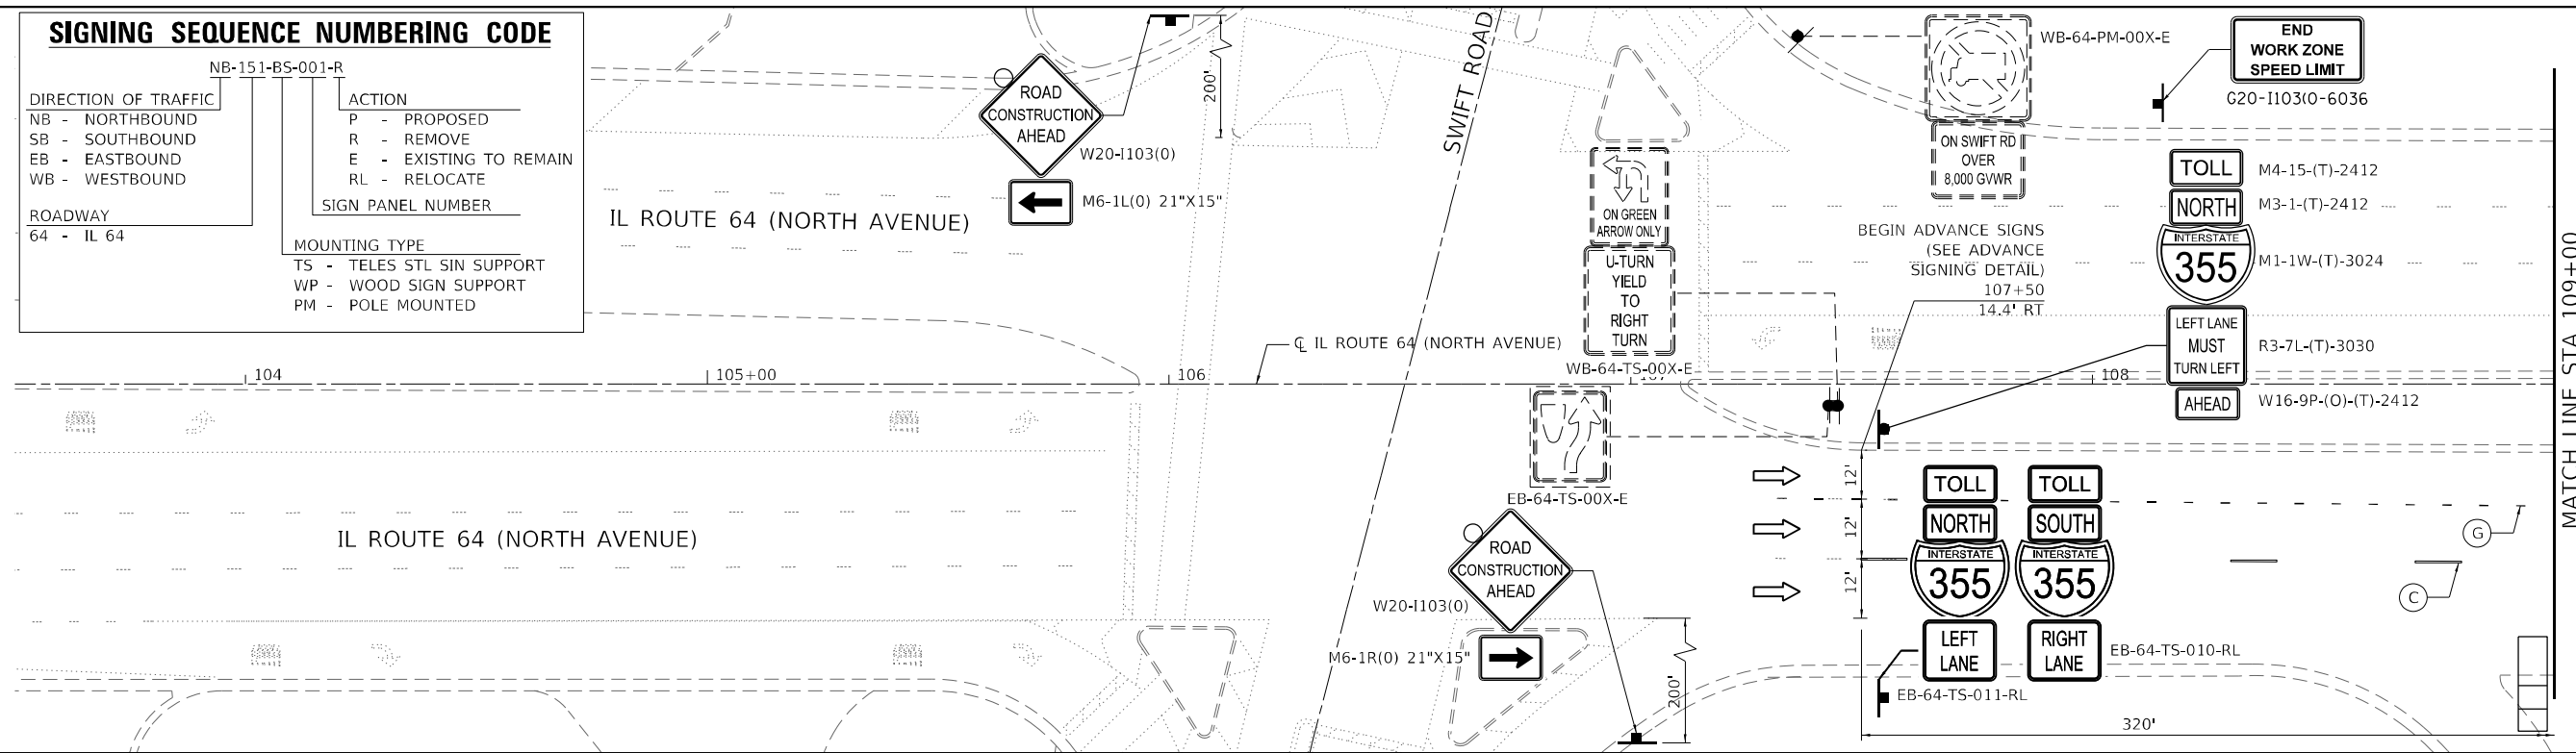 SIGNING SEQUENCE NUMBERING CODE
NB-151-BS-001-R
DIRECTION OF TRAFFIC
NB - NORTHBOUND
SB - SOUTHBOUND
EB - EASTBOUND
WB - WESTBOUND
ROADWAY
64 - IL 64
ACTION
P - PROPOSED
R - REMOVE
E - EXISTING TO REMAIN
RL - RELOCATE
SIGN PANEL NUMBER
MOUNTING TYPE
TS - TELES STL SIN SUPPORT
WP - WOOD SIGN SUPPORT
PM - POLE MOUNTED
IL ROUTE 64 (NORTH AVENUE)
ROAD
CONSTRUCTION
AHEAD
W20-I103(0)
M6-1L(0) 21"X15"
200'
SWIFT ROAD
ON GREEN
ARROW ONLY
U-TURN
YIELD
TO
RIGHT
TURN
WB-64-TS-00X-E
WB-64-PM-00X-E
ON SWIFT RD
OVER
8,000 GVWR
END
WORK ZONE
SPEED LIMIT
G20-I103(0-6036
BEGIN ADVANCE SIGNS
(SEE ADVANCE
SIGNING DETAIL)
107+50
14.4' RT
TOLL
M4-15-(T)-2412
NORTH
M3-1-(T)-2412
INTERSTATE
355
M1-1W-(T)-3024
LEFT LANE
MUST
TURN LEFT
R3-7L-(T)-3030
AHEAD
W16-9P-(O)-(T)-2412
MATCH LINE STA 109+00
℄ IL ROUTE 64 (NORTH AVENUE)
104
105+00
106
107
108
EB-64-TS-00X-E
IL ROUTE 64 (NORTH AVENUE)
ROAD
CONSTRUCTION
AHEAD
W20-I103(0)
M6-1R(0) 21"X15"
200'
12'
12'
12'
TOLL
NORTH
INTERSTATE
355
LEFT
LANE
TOLL
SOUTH
INTERSTATE
355
RIGHT
LANE
EB-64-TS-010-RL
EB-64-TS-011-RL
G
C
320'